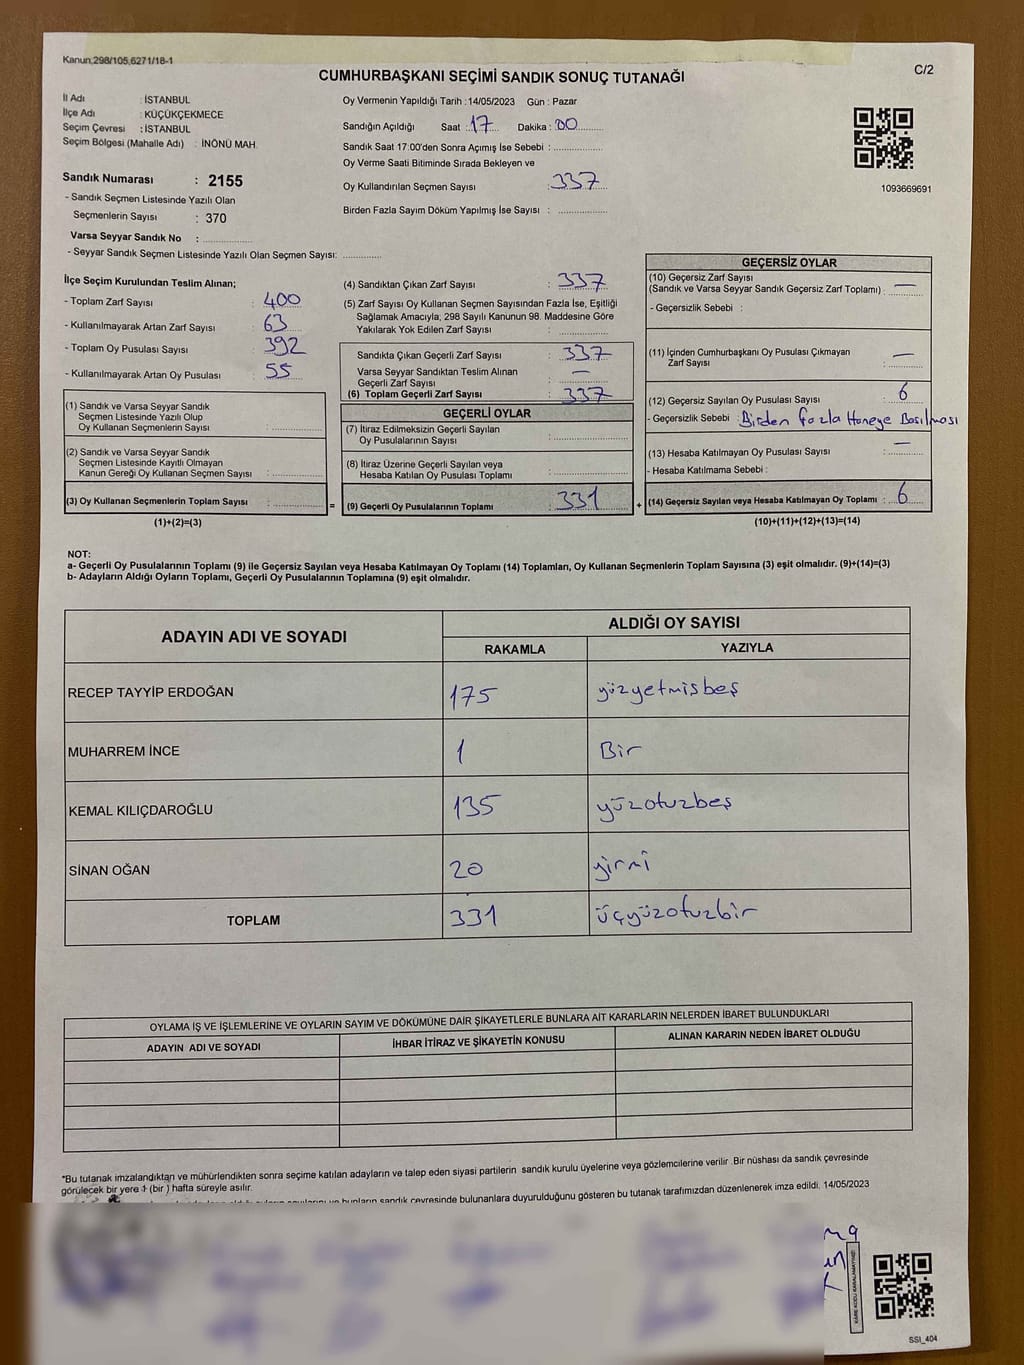 Kanun,298/105,6271/18-1
CUMHURBAŞKANI SEÇİMİ SANDIK SONUÇ TUTANAĞI
C/2
İl Adı : İSTANBUL
İlçe Adı : KÜÇÜKÇEKMECE
Seçim Çevresi : İSTANBUL
Seçim Bölgesi (Mahalle Adı) : İNÖNÜ MAH.
Sandık Numarası : 2155
- Sandık Seçmen Listesinde Yazılı Olan
Seçmenlerin Sayısı : 370
Varsa Seyyar Sandık No : ..............
- Seyyar Sandık Seçmen Listesinde Yazılı Olan Seçmen Sayısı: ............
Oy Vermenin Yapıldığı Tarih :14/05/2023 Gün : Pazar
Sandığın Açıldığı Saat : 17 Dakika : 00
Sandık Saat 17:00'den Sonra Açımış İse Sebebi : ..............
Oy Verme Saati Bitiminde Sırada Bekleyen ve
Oy Kullandırılan Seçmen Sayısı : 337
Birden Fazla Sayım Döküm Yapılmış İse Sayısı : ..............
1093669691
İlçe Seçim Kurulundan Teslim Alınan;
- Toplam Zarf Sayısı : 400
- Kullanılmayarak Artan Zarf Sayısı : 63
- Toplam Oy Pusulası Sayısı : 392
- Kullanılmayarak Artan Oy Pusulası : 55
(1) Sandık ve Varsa Seyyar Sandık
Seçmen Listesinde Yazılı Olup
Oy Kullanan Seçmenlerin Sayısı : ..............
(2) Sandık ve Varsa Seyyar Sandık
Seçmen Listesinde Kayıtlı Olmayan
Kanun Gereği Oy Kullanan Seçmen Sayısı : ..............
(3) Oy Kullanan Seçmenlerin Toplam Sayısı : ..............
(1)+(2)=(3)
(4) Sandıktan Çıkan Zarf Sayısı : 337
(5) Zarf Sayısı Oy Kullanan Seçmen Sayısından Fazla İse, Eşitliği
Sağlamak Amacıyla; 298 Sayılı Kanunun 98. Maddesine Göre
Yakılarak Yok Edilen Zarf Sayısı : ..............
Sandıkta Çıkan Geçerli Zarf Sayısı : 337
Varsa Seyyar Sandıktan Teslim Alınan
Geçerli Zarf Sayısı : —
(6) Toplam Geçerli Zarf Sayısı : 337
GEÇERLİ OYLAR
(7) İtiraz Edilmeksizin Geçerli Sayılan
Oy Pusulalarının Sayısı : ..............
(8) İtiraz Üzerine Geçerli Sayılan veya
Hesaba Katılan Oy Pusulası Toplamı : ..............
= (9) Geçerli Oy Pusulalarının Toplamı : 331 +
GEÇERSİZ OYLAR
(10) Geçersiz Zarf Sayısı
(Sandık ve Varsa Seyyar Sandık Geçersiz Zarf Toplamı) : —
- Geçersizlik Sebebi :
(11) İçinden Cumhurbaşkanı Oy Pusulası Çıkmayan
Zarf Sayısı : —
(12) Geçersiz Sayılan Oy Pusulası Sayısı : 6
- Geçersizlik Sebebi : Birden fazla Haneye Basılması
(13) Hesaba Katılmayan Oy Pusulası Sayısı : —
- Hesaba Katılmama Sebebi :
(14) Geçersiz Sayılan veya Hesaba Katılmayan Oy Toplamı : 6
(10)+(11)+(12)+(13)=(14)
NOT:
a- Geçerli Oy Pusulalarının Toplamı (9) ile Geçersiz Sayılan veya Hesaba Katılmayan Oy Toplamı (14) Toplamları, Oy Kullanan Seçmenlerin Toplam Sayısına (3) eşit olmalıdır. (9)+(14)=(3)
b- Adayların Aldığı Oyların Toplamı, Geçerli Oy Pusulalarının Toplamına (9) eşit olmalıdır.
ADAYIN ADI VE SOYADI ALDIĞI OY SAYISI
RAKAMLA YAZIYLA
RECEP TAYYİP ERDOĞAN 175 yüzyetmişbeş
MUHARREM İNCE 1 Bir
KEMAL KILIÇDAROĞLU 135 yüzotuzbeş
SİNAN OĞAN 20 yirmi
TOPLAM 331 üçyüzotuzbir
OYLAMA İŞ VE İŞLEMLERİNE VE OYLARIN SAYIM VE DÖKÜMÜNE DAİR ŞİKAYETLERLE BUNLARA AİT KARARLARIN NELERDEN İBARET BULUNDUKLARI
ADAYIN ADI VE SOYADI İHBAR İTİRAZ VE ŞİKAYETİN KONUSU ALINAN KARARIN NEDEN İBARET OLDUĞU
*Bu tutanak imzalandıktan ve mühürlendikten sonra seçime katılan adayların ve talep eden siyasi partilerin sandık kurulu üyelerine veya gözlemcilerine verilir .Bir nüshası da sandık çevresinde
görülecek bir yere 1 (bir ) hafta süreyle asılır.
bunların sandık çevresinde bulunanlara duyurulduğunu gösteren bu tutanak tarafımızdan düzenlenerek imza edildi. 14/05/2023
KARE KODU KARALAMAYINIZ!
SSI_404